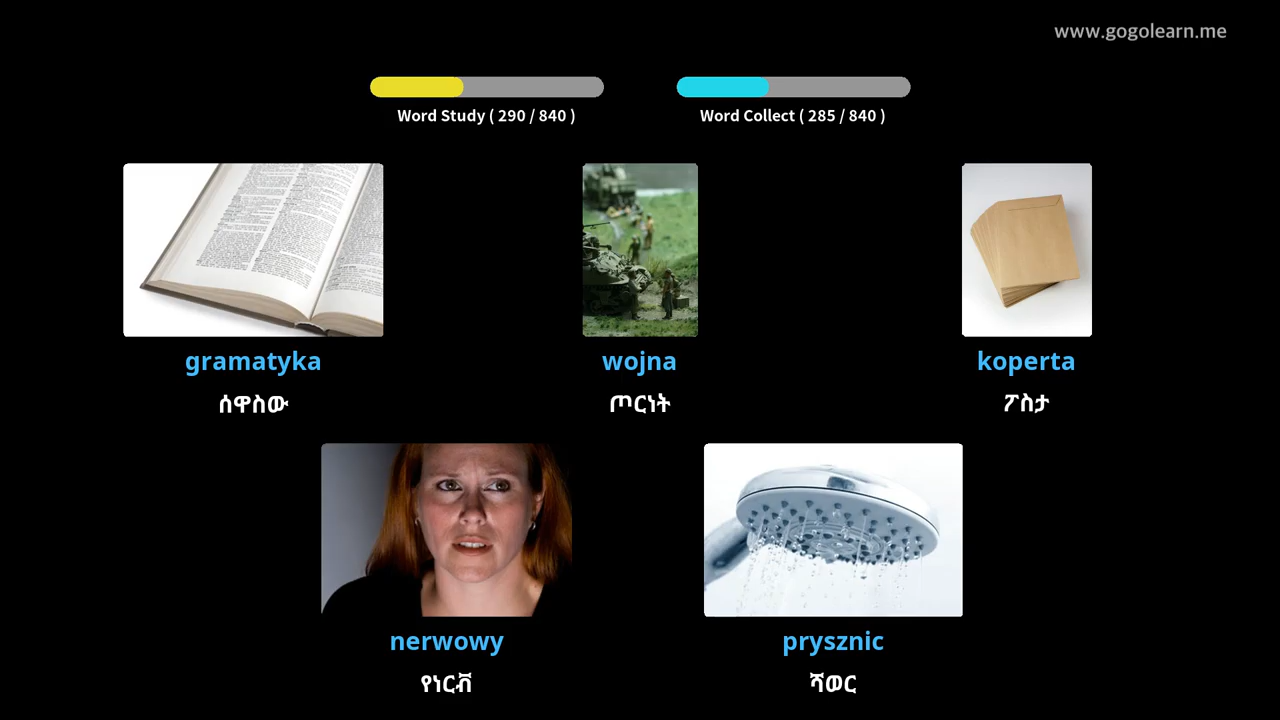 www.gogolearn.me
Word Study ( 290 / 840 )
Word Collect ( 285 / 840 )
gramatyka
ሰዋስው
wojna
ጦርነት
koperta
ፖስታ
nerwowy
የነርቭ
prysznic
ሻወር